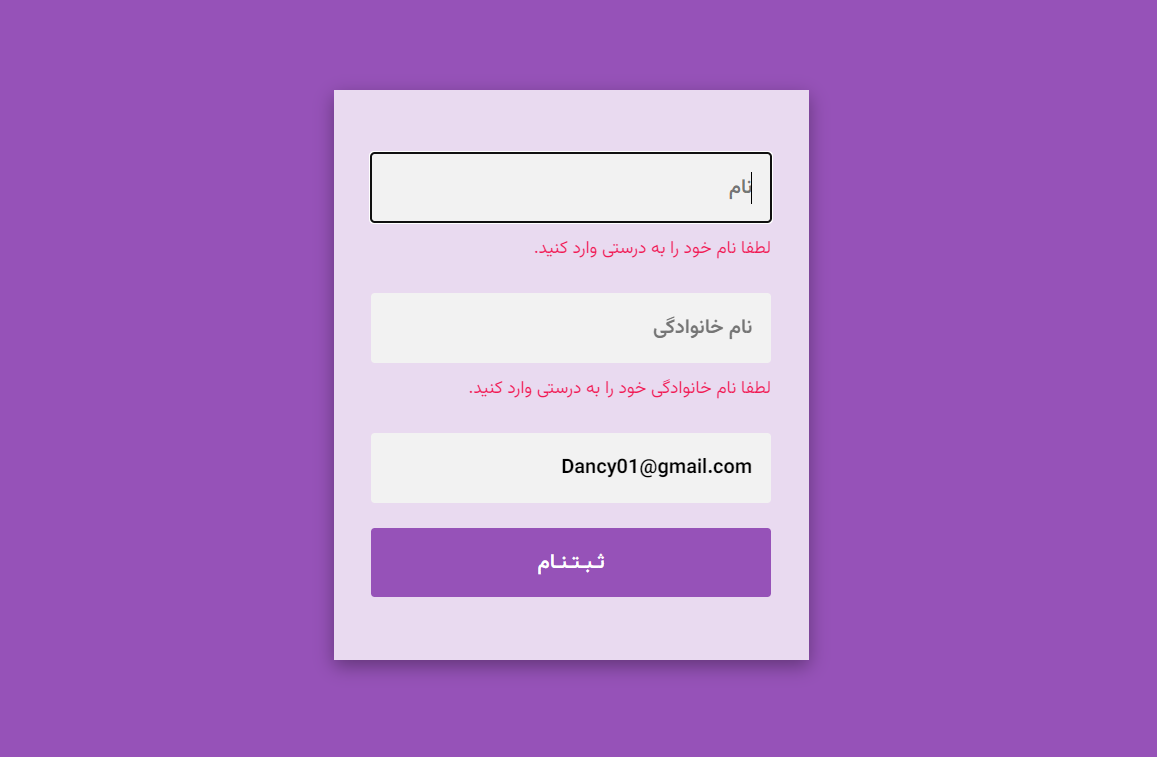 نام
لطفا نام خود را به درستی وارد کنید.
نام خانوادگی
لطفا نام خانوادگی خود را به درستی وارد کنید.
Dancy01@gmail.com
ثبتنام